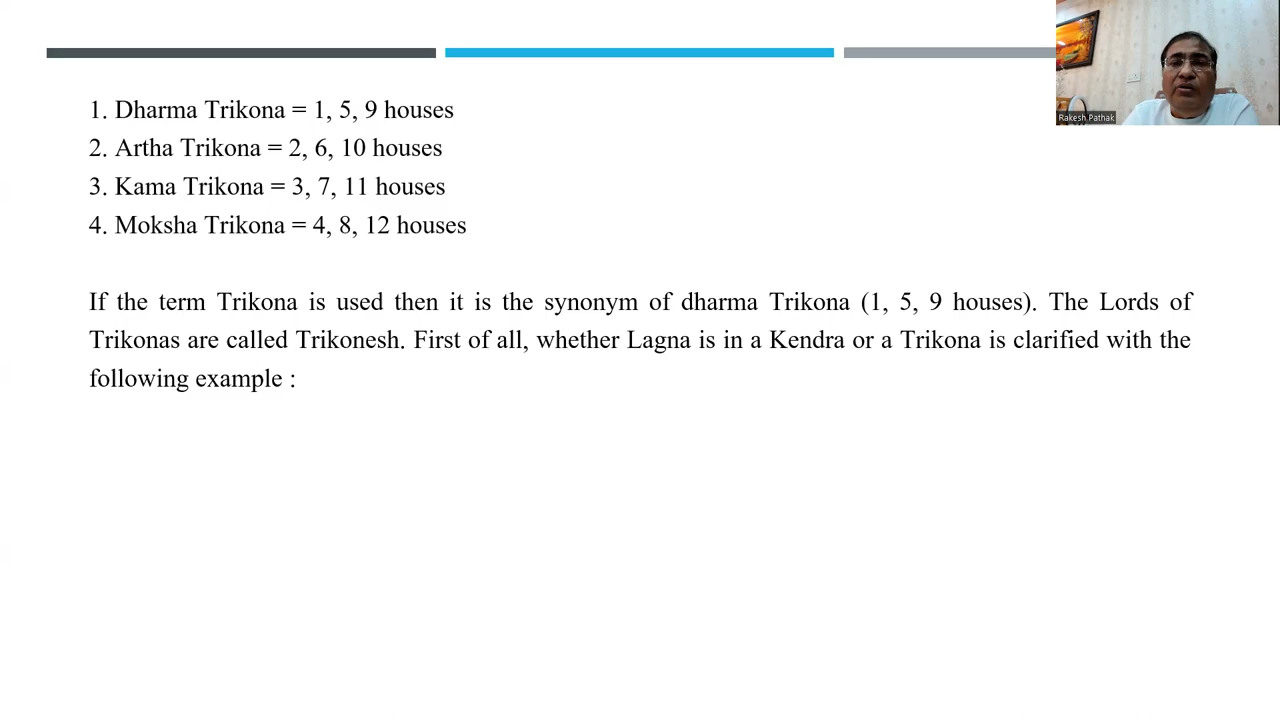 1. Dharma Trikona = 1, 5, 9 houses
2. Artha Trikona = 2, 6, 10 houses
3. Kama Trikona = 3, 7, 11 houses
4. Moksha Trikona = 4, 8, 12 houses
If the term Trikona is used then it is the synonym of dharma Trikona (1, 5, 9 houses). The Lords of
Trikonas are called Trikonesh. First of all, whether Lagna is in a Kendra or a Trikona is clarified with the
following example :
Rakesh Pathak